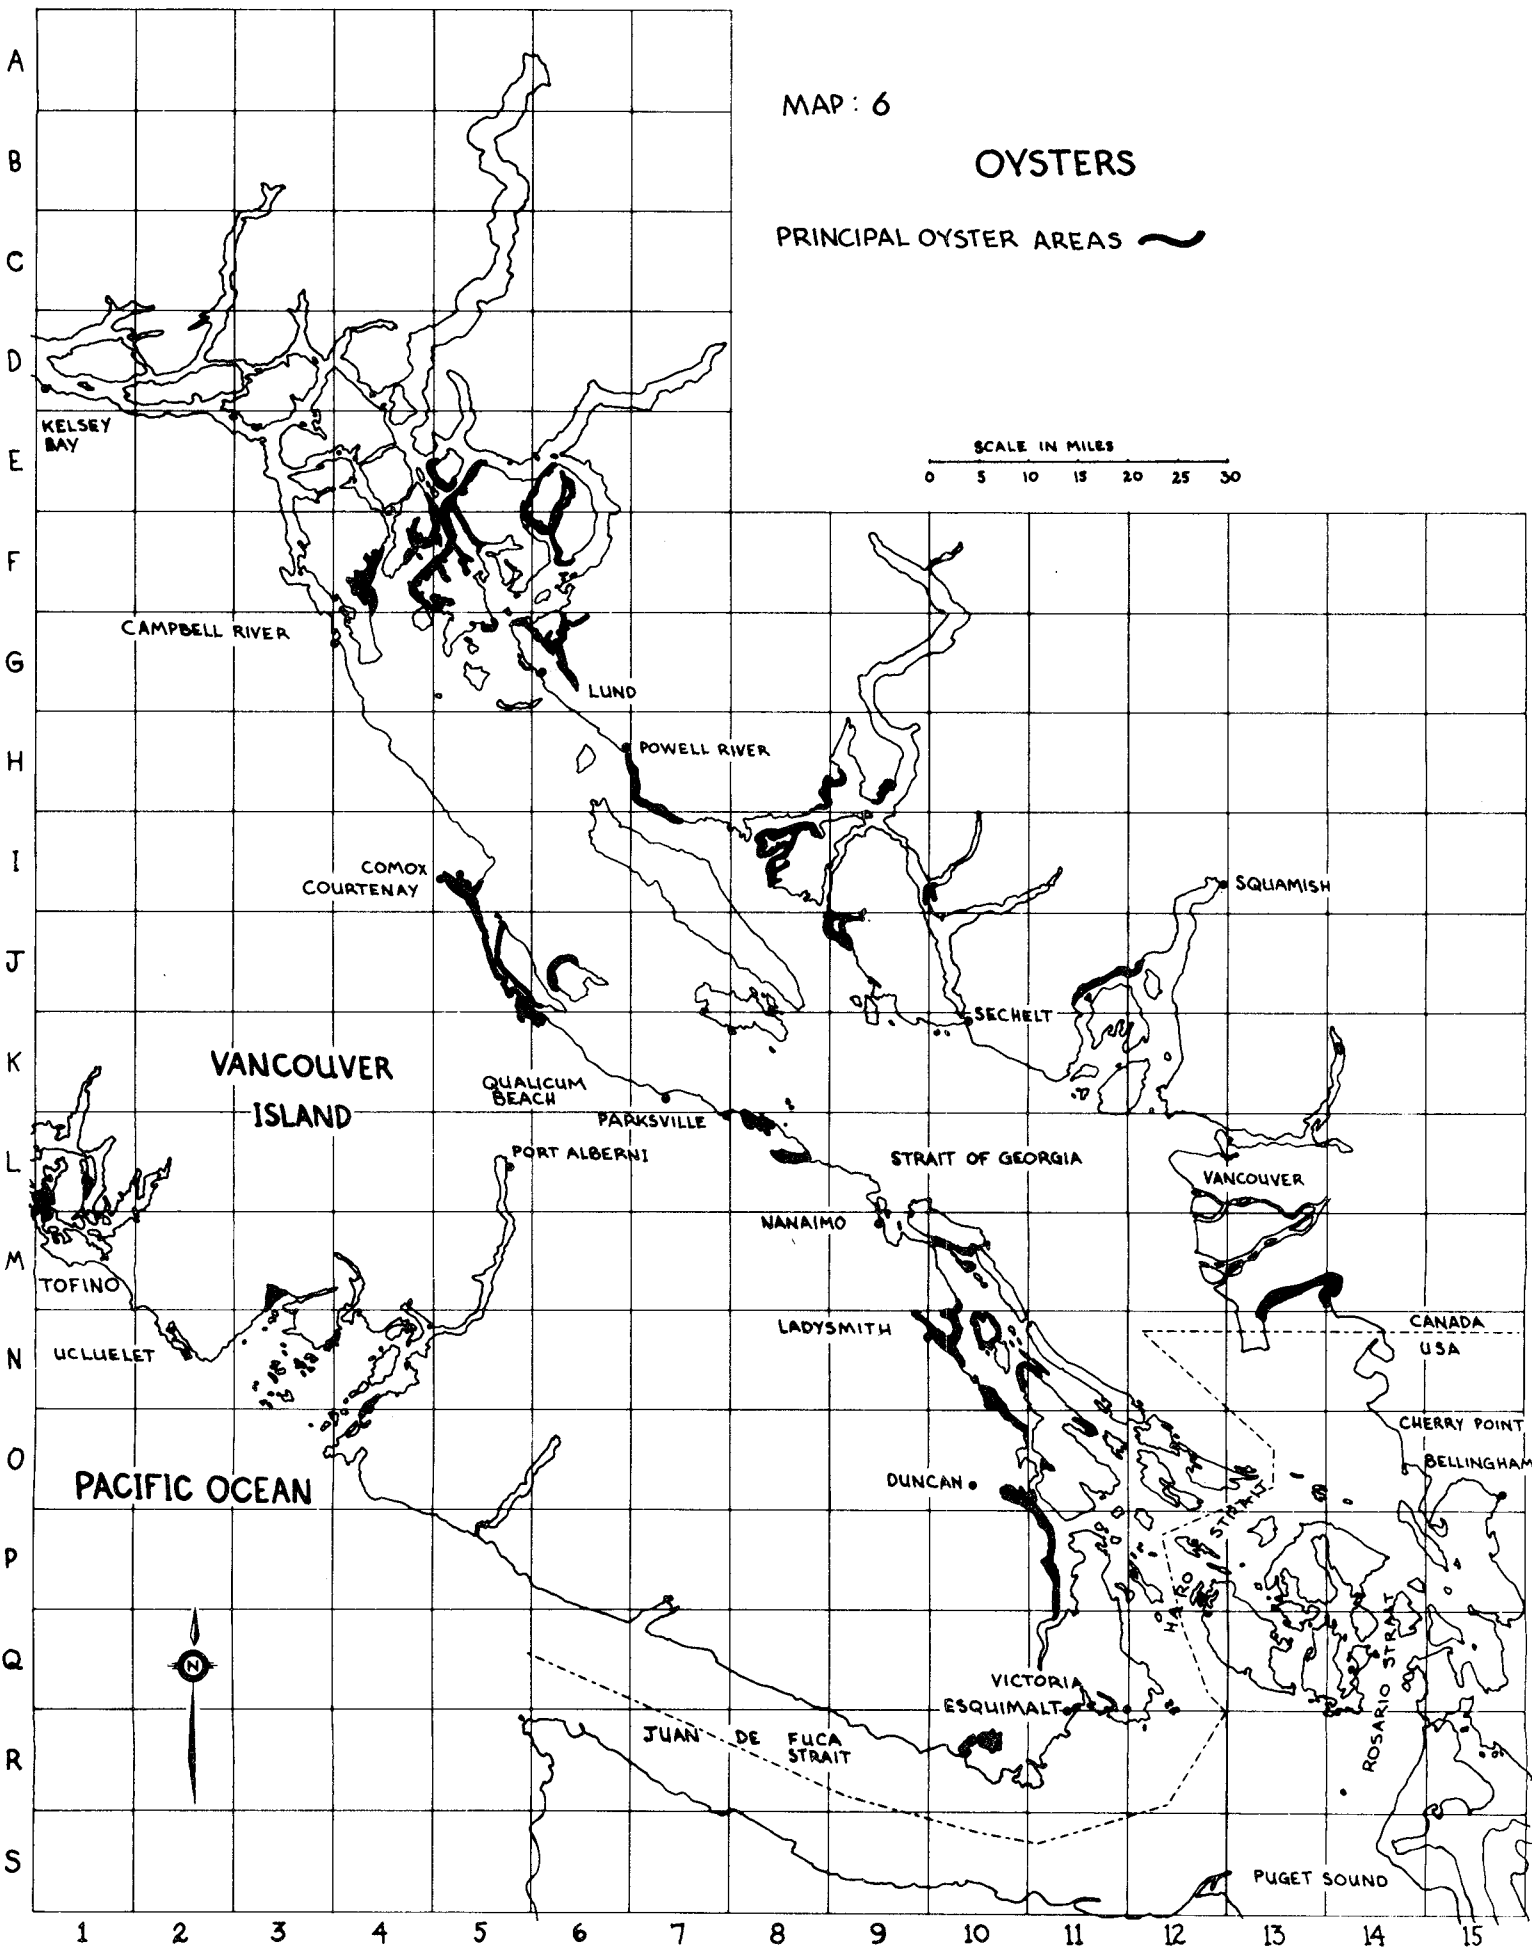 MAP: 6
OYSTERS
PRINCIPAL OYSTER AREAS
A
B
C
D
E
F
G
H
I
J
K
L
M
N
O
P
Q
R
S
KELSEY
BAY
SCALE IN MILES
0 5 10 15 20 25 30
CAMPBELL RIVER
LUND
POWELL RIVER
COMOX
COURTENAY
SQUAMISH
SECHELT
VANCOUVER
ISLAND
QUALICUM
BEACH
PARKSVILLE
PORT ALBERNI
STRAIT OF GEORGIA
VANCOUVER
NANAIMO
TOFINO
LADYSMITH
CANADA
USA
UCLUELET
CHERRY POINT
BELLINGHAM
PACIFIC OCEAN
DUNCAN
HARO STRAIT
ROSARIO STRAIT
N
VICTORIA
ESQUIMALT
JUAN DE FUCA
STRAIT
PUGET SOUND
1 2 3 4 5 6 7 8 9 10 11 12 13 14 15